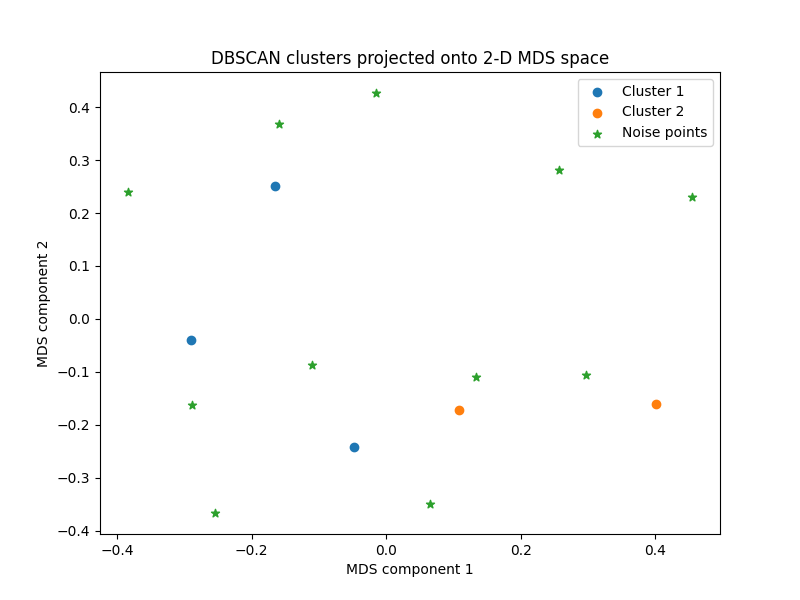 DBSCAN clusters projected onto 2-D MDS space
Cluster 1
Cluster 2
Noise points
0.4
0.3
0.2
0.1
0.0
−0.1
−0.2
−0.3
−0.4
MDS component 2
−0.4
−0.2
0.0
0.2
0.4
MDS component 1